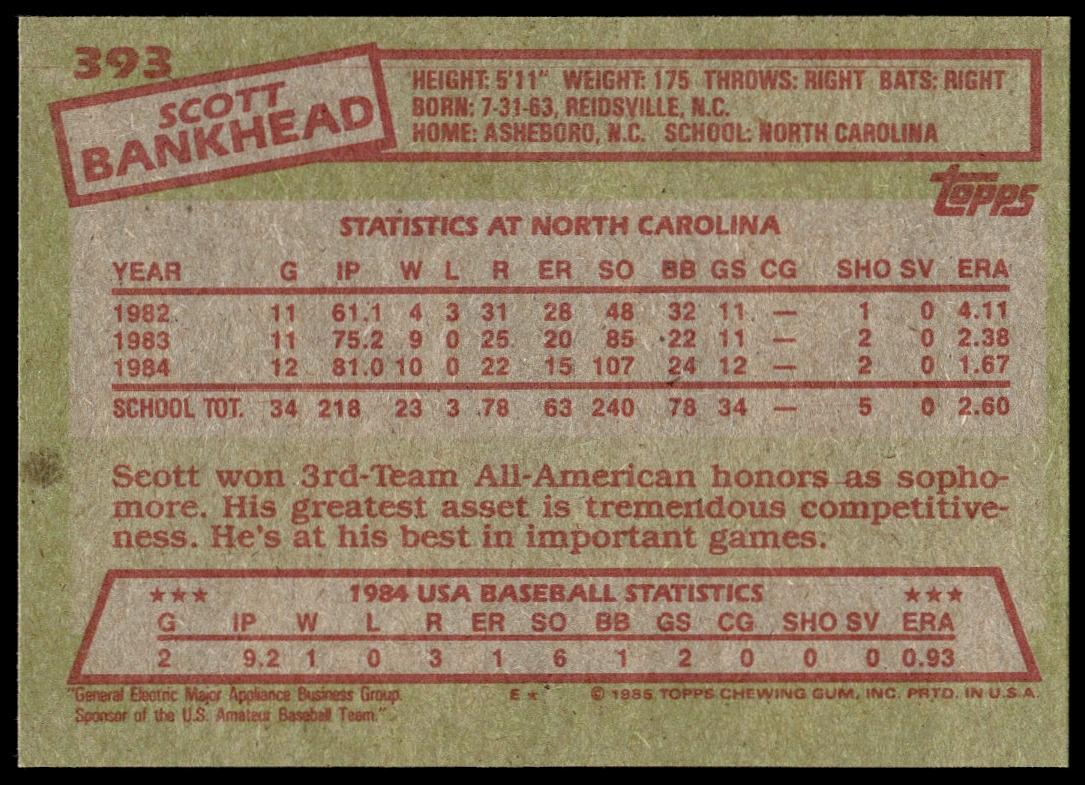 393
SCOTT
BANKHEAD
HEIGHT: 5'11" WEIGHT: 175 THROWS: RIGHT BATS: RIGHT
BORN: 7-31-63, REIDSVILLE, N.C.
HOME: ASHEBORO, N.C. SCHOOL: NORTH CAROLINA
topps
STATISTICS AT NORTH CAROLINA
YEAR G IP W L R ER SO BB GS CG SHO SV ERA
1982 11 61.1 4 3 31 28 48 32 11 — 1 0 4.11
1983 11 75.2 9 0 25 20 85 22 11 — 2 0 2.38
1984 12 81.0 10 0 22 15 107 24 12 — 2 0 1.67
SCHOOL TOT. 34 218 23 3 78 63 240 78 34 — 5 0 2.60
Scott won 3rd-Team All-American honors as sopho-
more. His greatest asset is tremendous competitive-
ness. He's at his best in important games.
★★★ 1984 USA BASEBALL STATISTICS ★★★
G IP W L R ER SO BB GS CG SHO SV ERA
2 9.2 1 0 3 1 6 1 2 0 0 0 0.93
"General Electric Major Appliance Business Group.
Sponsor of the U.S. Amateur Baseball Team."
E★ © 1985 TOPPS CHEWING GUM, INC. PRTD. IN U.S.A.